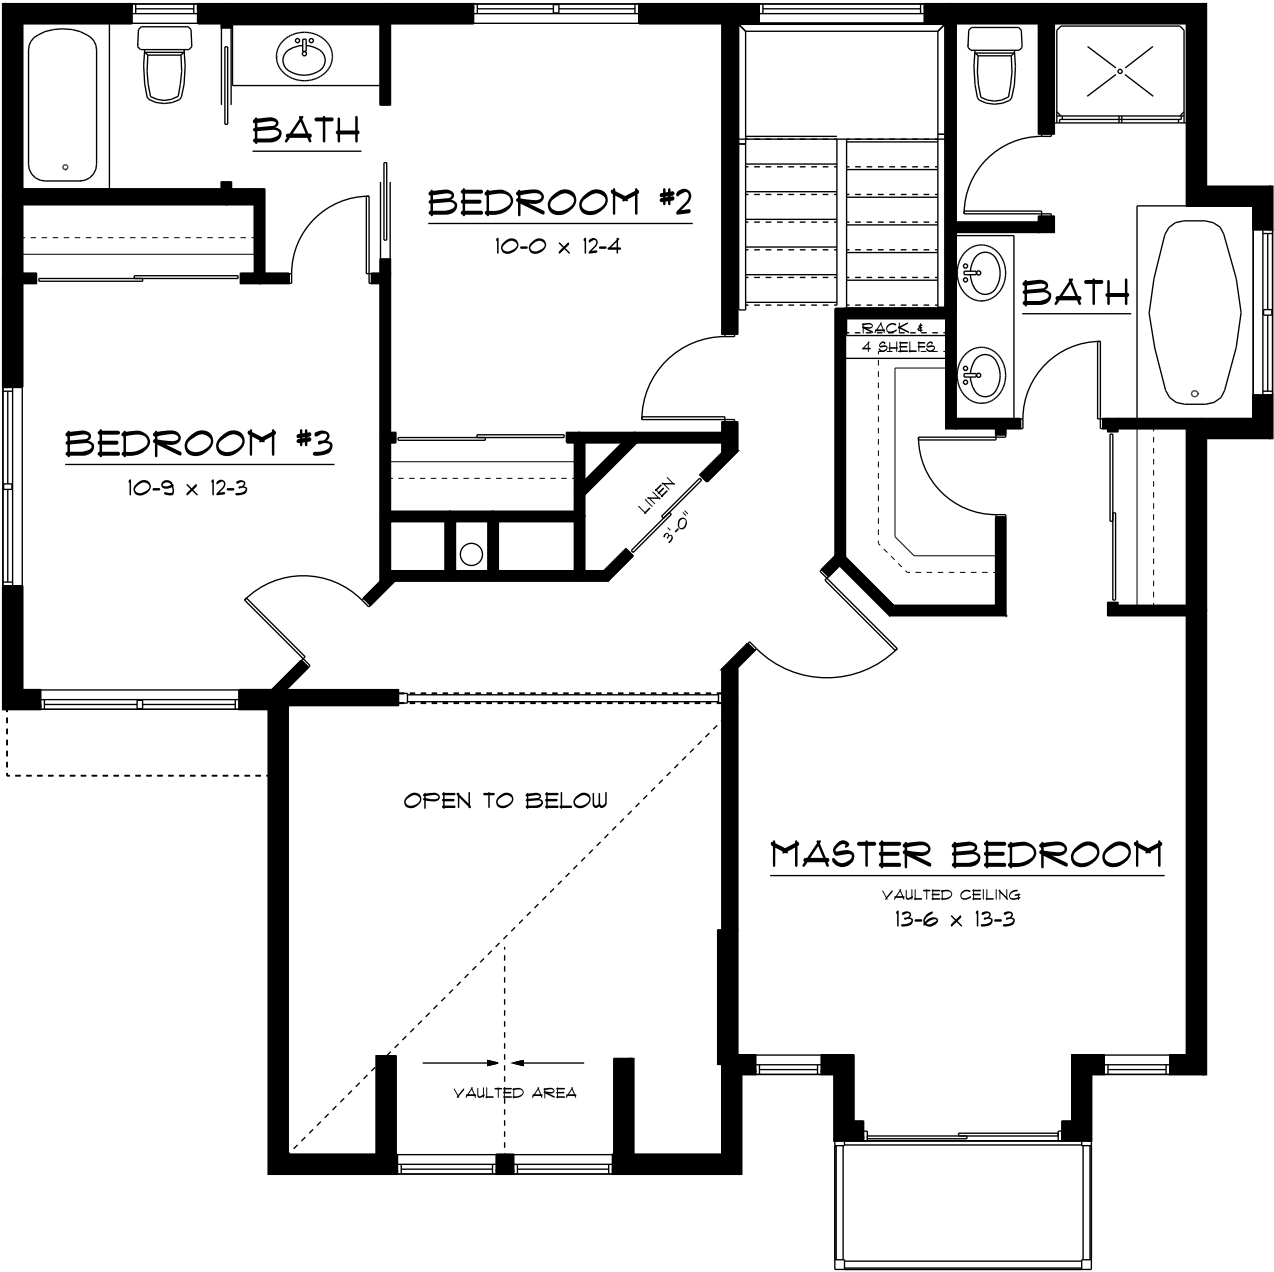 BATH
BEDROOM #2
10-0 x 12-4
BATH
RACK &
4 SHELFS
BEDROOM #3
10-9 x 12-3
LINEN
3'-0"
OPEN TO BELOW
MASTER BEDROOM
VAULTED CEILING
13-6 x 13-3
VAULTED AREA